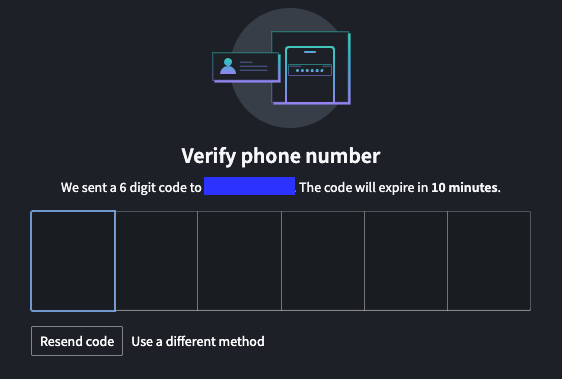 Verify phone number
We sent a 6 digit code to . The code will expire in 10 minutes.
Resend code Use a different method